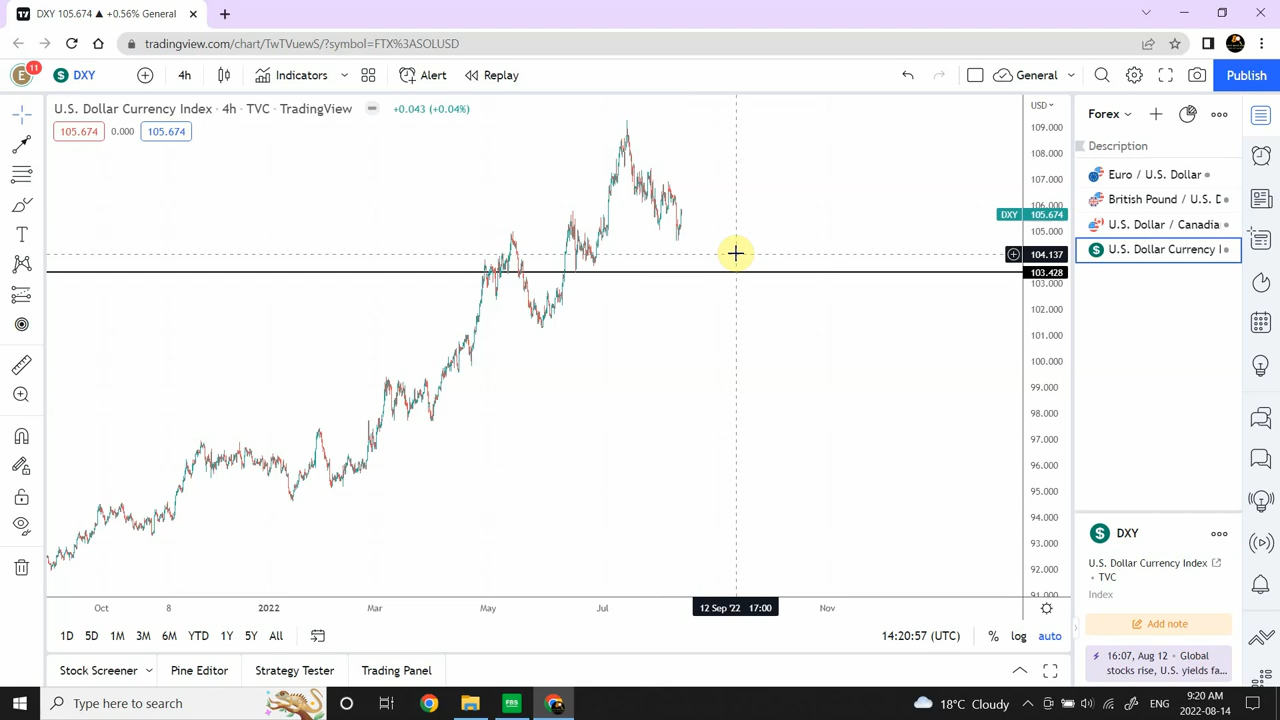 DXY 105.674 ▲ +0.56% General
tradingview.com/chart/TwTVuewS/?symbol=FTX%3ASOLUSD
E 11 DXY 4h Indicators Alert Replay General Publish
U.S. Dollar Currency Index · 4h · TVC · TradingView +0.043 (+0.04%)
105.674 0.000 105.674
USD
109.000
108.000
107.000
106.000
DXY 105.674
105.000
104.137
103.428
103.000
102.000
101.000
100.000
99.000
98.000
97.000
96.000
95.000
94.000
93.000
92.000
91.000
Oct 8 2022 Mar May Jul 12 Sep '22 17:00 Nov
1D 5D 1M 3M 6M YTD 1Y 5Y All 14:20:57 (UTC) % log auto
Stock Screener Pine Editor Strategy Tester Trading Panel
Forex
Description
Euro / U.S. Dollar
British Pound / U.S. D
U.S. Dollar / Canadia
U.S. Dollar Currency I
DXY
U.S. Dollar Currency Index
• TVC
Index
Add note
16:07, Aug 12 • Global
stocks rise, U.S. yields fa...
Type here to search
FBS
18°C Cloudy
ENG
9:20 AM
2022-08-14